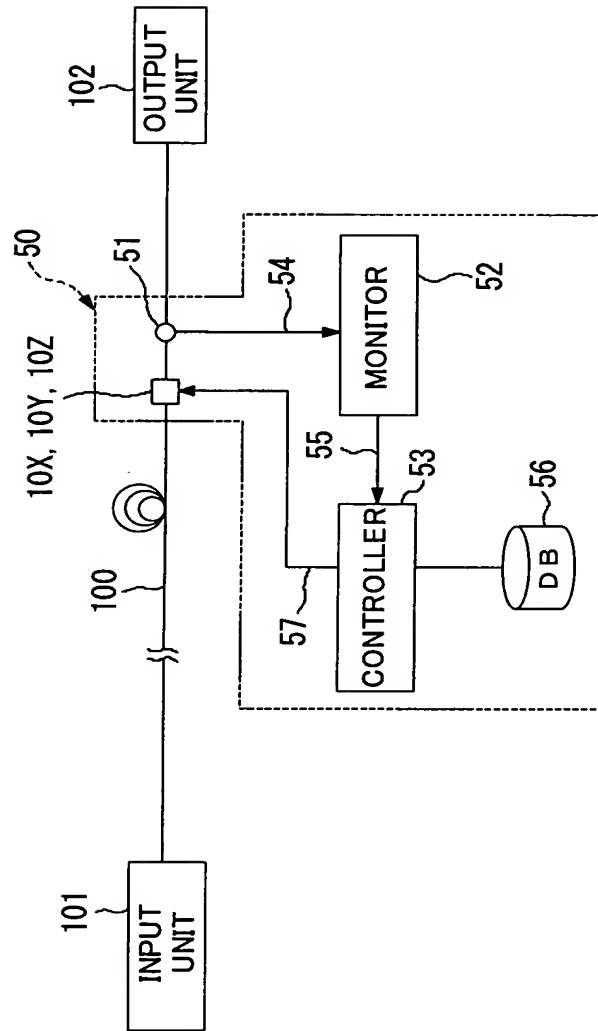 101
INPUT
UNIT
100
10X, 10Y, 10Z
50
51
102
OUTPUT
UNIT
54
MONITOR
52
55
CONTROLLER
53
57
DB
56